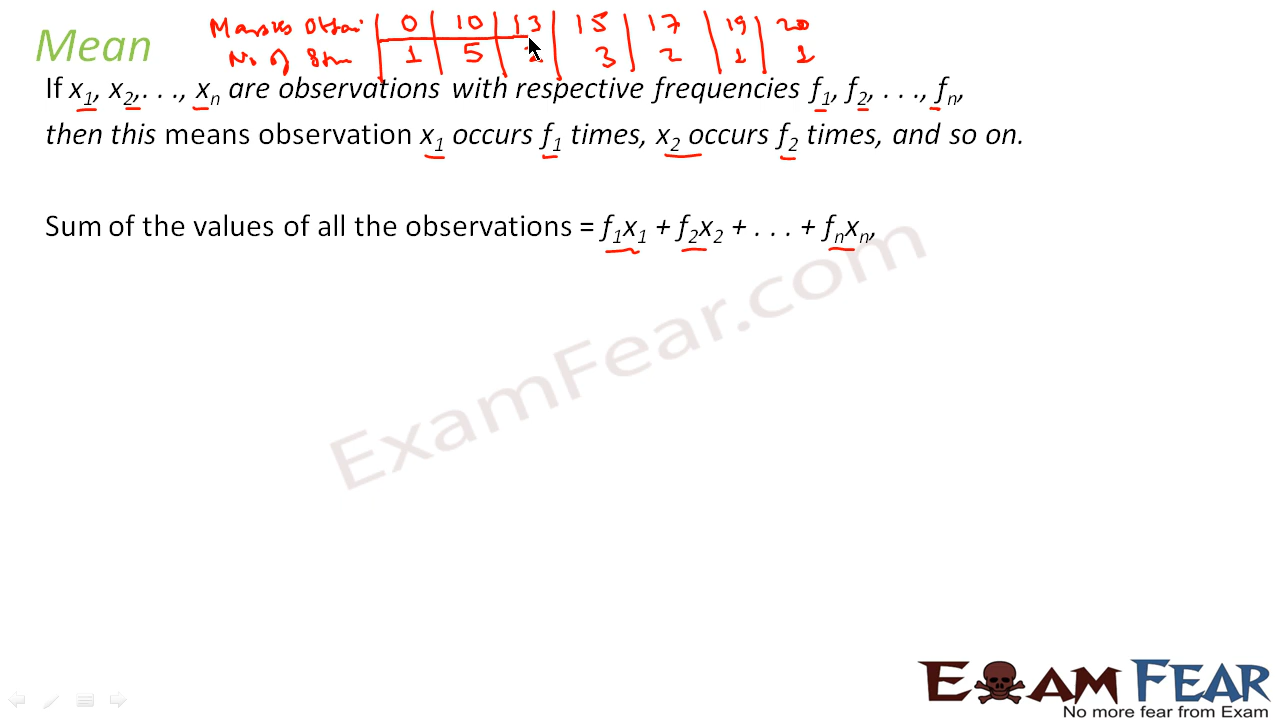 Mean
Marks Obtai 0 10 13 15 17 19 20
No of Stu 1 5 3 2 1 1
If x1, x2,. . ., xn are observations with respective frequencies f1, f2, . . ., fn,
then this means observation x1 occurs f1 times, x2 occurs f2 times, and so on.
Sum of the values of all the observations = f1x1 + f2x2 + . . . + fnxn,
ExamFear.com
EXAM FEAR
No more fear from Exam